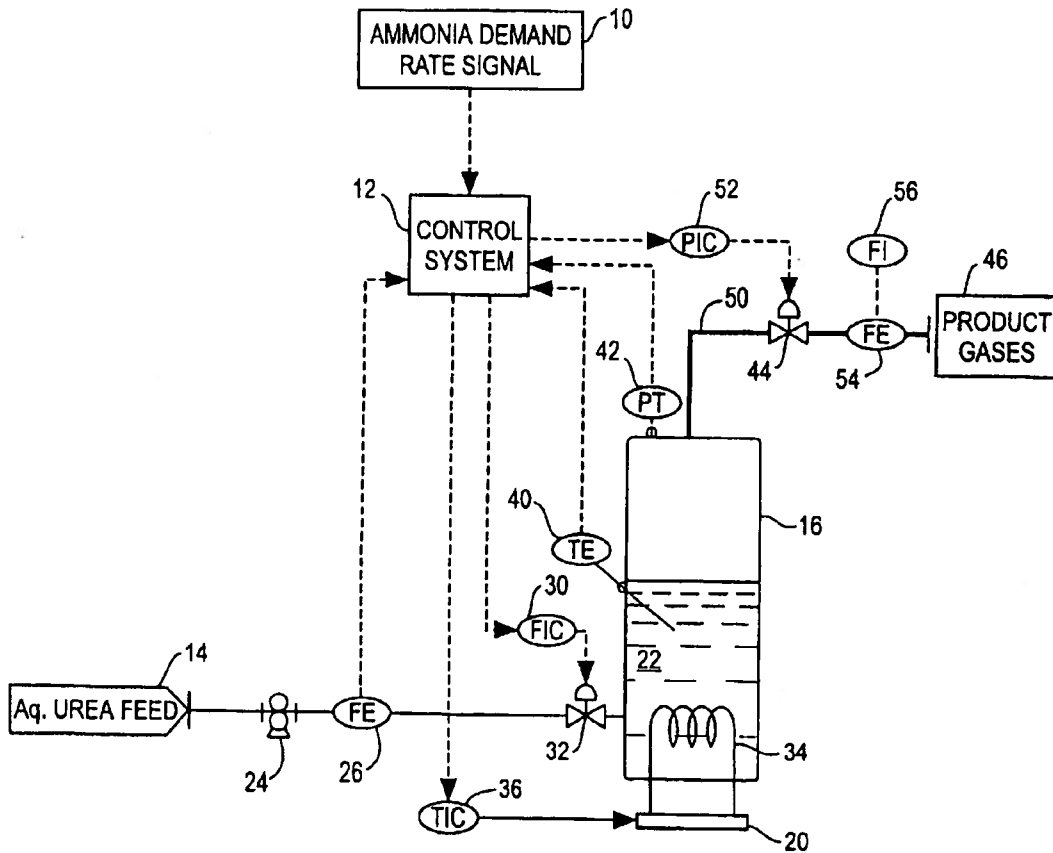 10
AMMONIA DEMAND
RATE SIGNAL
12
CONTROL
SYSTEM
52
PIC
56
FI
46
PRODUCT
GASES
50
44
FE
54
42
PT
16
40
TE
30
FIC
22
14
Aq. UREA FEED
24
FE
26
32
34
36
TIC
20